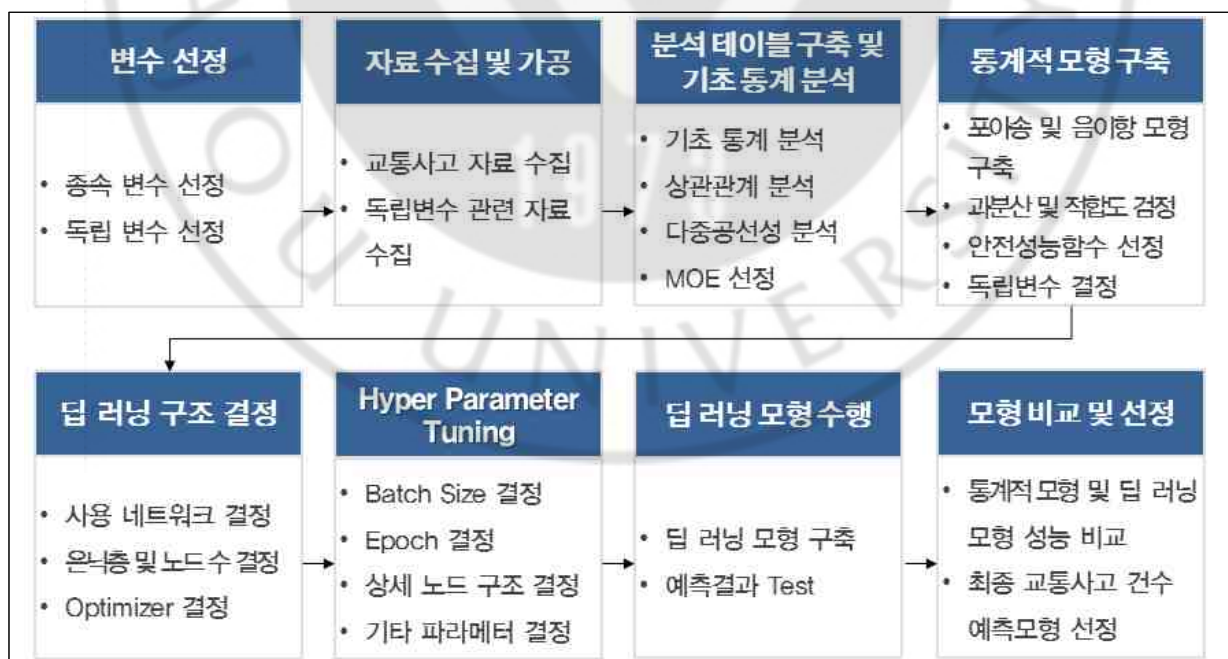 변수 선정
• 종속 변수 선정
• 독립 변수 선정
자료 수집 및 가공
• 교통사고 자료 수집
• 독립변수 관련 자료
수집
분석 테이블 구축 및
기초 통계 분석
• 기초 통계 분석
• 상관관계 분석
• 다중공선성 분석
• MOE 선정
통계적 모형 구축
• 포아송 및 음이항 모형
구축
• 과분산 및 적합도 검정
• 안전성능함수 선정
• 독립변수 결정
딥 러닝 구조 결정
• 사용 네트워크 결정
• 은닉층 및 노드 수 결정
• Optimizer 결정
Hyper Parameter
Tuning
• Batch Size 결정
• Epoch 결정
• 상세 노드 구조 결정
• 기타 파라메터 결정
딥 러닝 모형 수행
• 딥 러닝 모형 구축
• 예측결과 Test
모형 비교 및 선정
• 통계적 모형 및 딥 러닝
모형 성능 비교
• 최종 교통사고 건수
예측모형 선정
OU UNIVERSITY